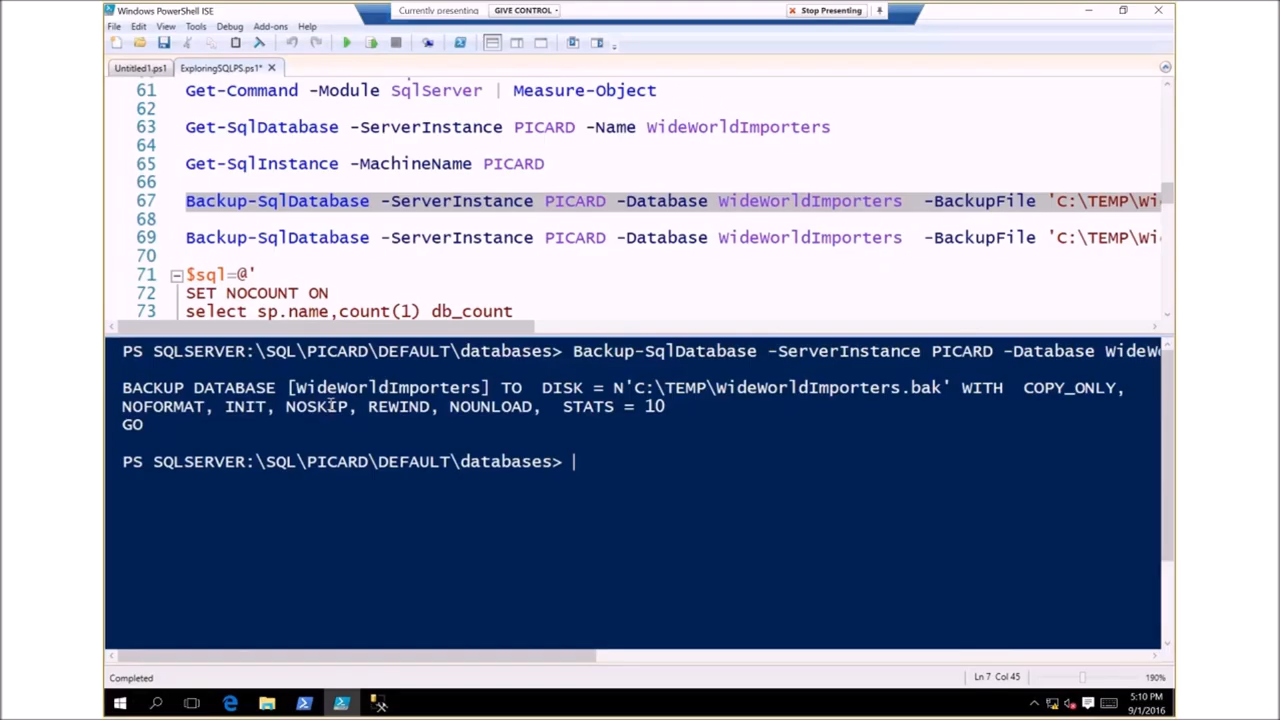 Windows PowerShell ISE
Currently presenting
GIVE CONTROL
Stop Presenting
File Edit View Tools Debug Add-ons Help
Untitled1.ps1
ExploringSQLPS.ps1*
61 Get-Command -Module SqlServer | Measure-Object
62
63 Get-SqlDatabase -ServerInstance PICARD -Name WideWorldImporters
64
65 Get-SqlInstance -MachineName PICARD
66
67 Backup-SqlDatabase -ServerInstance PICARD -Database WideWorldImporters -BackupFile 'C:\TEMP\Wi
68
69 Backup-SqlDatabase -ServerInstance PICARD -Database WideWorldImporters -BackupFile 'C:\TEMP\Wi
70
71 $sql=@'
72 SET NOCOUNT ON
73 select sp.name,count(1) db_count
PS SQLSERVER:\SQL\PICARD\DEFAULT\databases> Backup-SqlDatabase -ServerInstance PICARD -Database WideW
BACKUP DATABASE [WideWorldImporters] TO DISK = N'C:\TEMP\WideWorldImporters.bak' WITH COPY_ONLY,
NOFORMAT, INIT, NOSKIP, REWIND, NOUNLOAD, STATS = 10
GO
PS SQLSERVER:\SQL\PICARD\DEFAULT\databases>
Completed
Ln 7 Col 45
190%
5:10 PM
9/1/2016